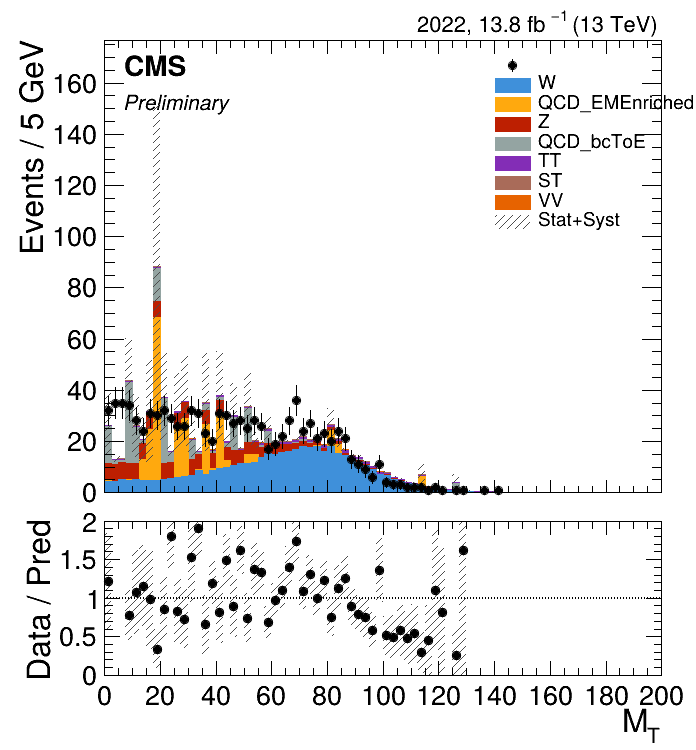 2022, 13.8 fb⁻¹ (13 TeV)
CMS
Preliminary
W
QCD_EMEnriched
Z
QCD_bcToE
TT
ST
VV
Stat+Syst
Events / 5 GeV
160
140
120
100
80
60
40
20
0
Data / Pred
2
1.5
1
0.5
0
0 20 40 60 80 100 120 140 160 180 200
M_T